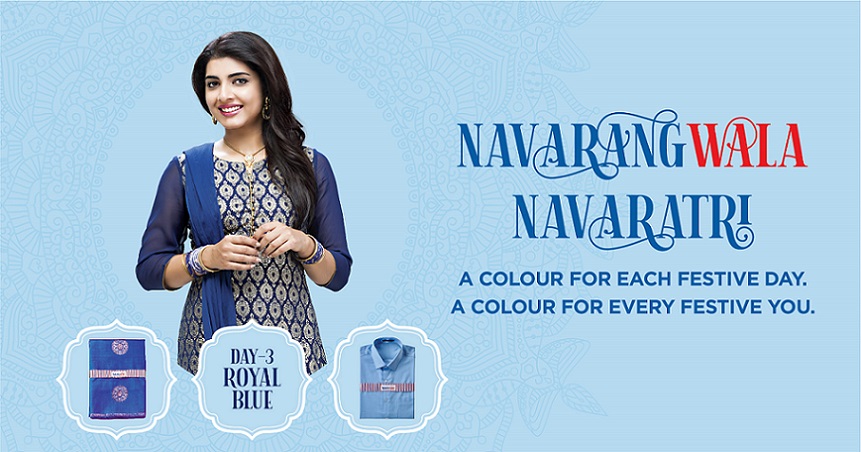 NAVARANGWALA
NAVARATRI
A COLOUR FOR EACH FESTIVE DAY.
A COLOUR FOR EVERY FESTIVE YOU.
DAY-3
ROYAL
BLUE